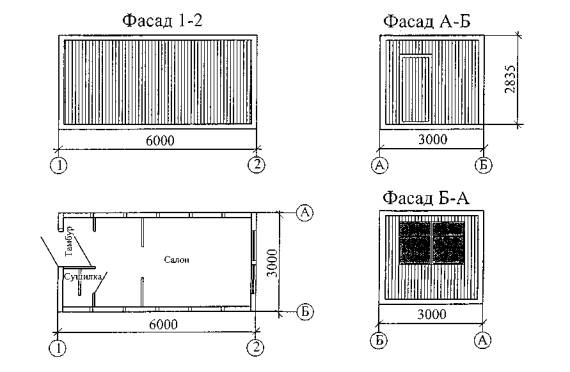 Фасад 1-2
6000
1
2
Фасад А-Б
2835
3000
А
Б
Тамбур
Сушилка
Салон
3000
А
Б
6000
1
2
Фасад Б-А
3000
Б
А